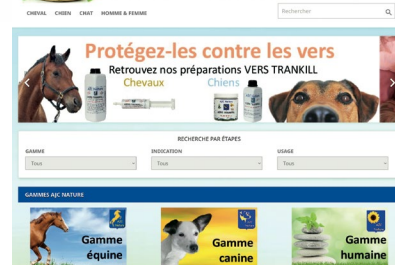 CHEVAL CHIEN CHAT HOMME & FEMME
Rechercher
Protégez-les contre les vers
Retrouvez nos préparations VERS TRANKILL
Chevaux Chiens
RECHERCHE PAR ÉTAPES
GAMME INDICATION USAGE
Tous Tous Tous
GAMMES AJC NATURE
Gamme équine
Gamme canine
Gamme humaine